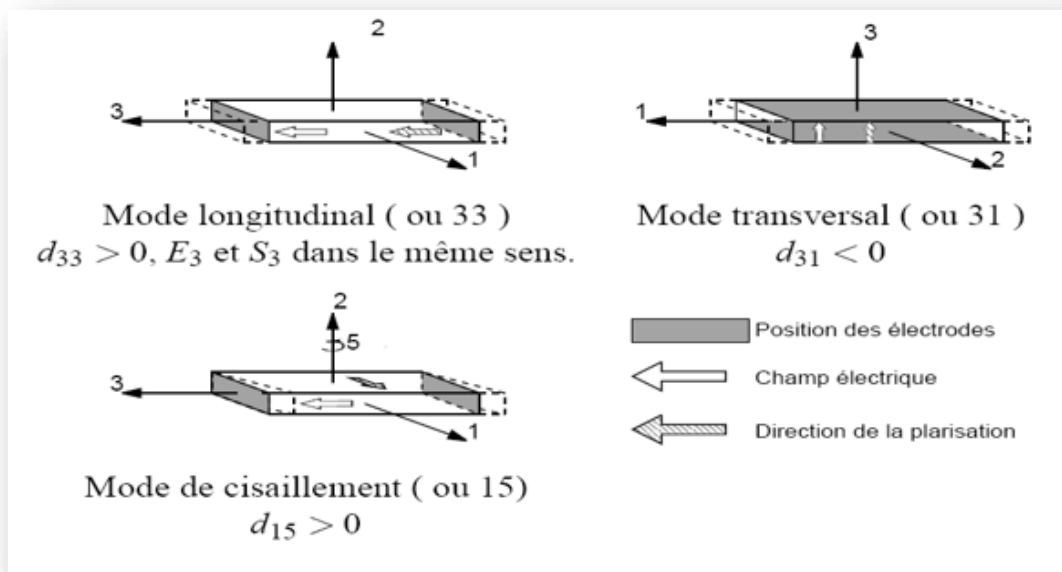 2
3
1
Mode longitudinal ( ou 33 )
d33 > 0, E3 et S3 dans le même sens.
3
1
2
Mode transversal ( ou 31 )
d31 < 0
2
5
3
1
Mode de cisaillement ( ou 15)
d15 > 0
Position des électrodes
Champ électrique
Direction de la plarisation